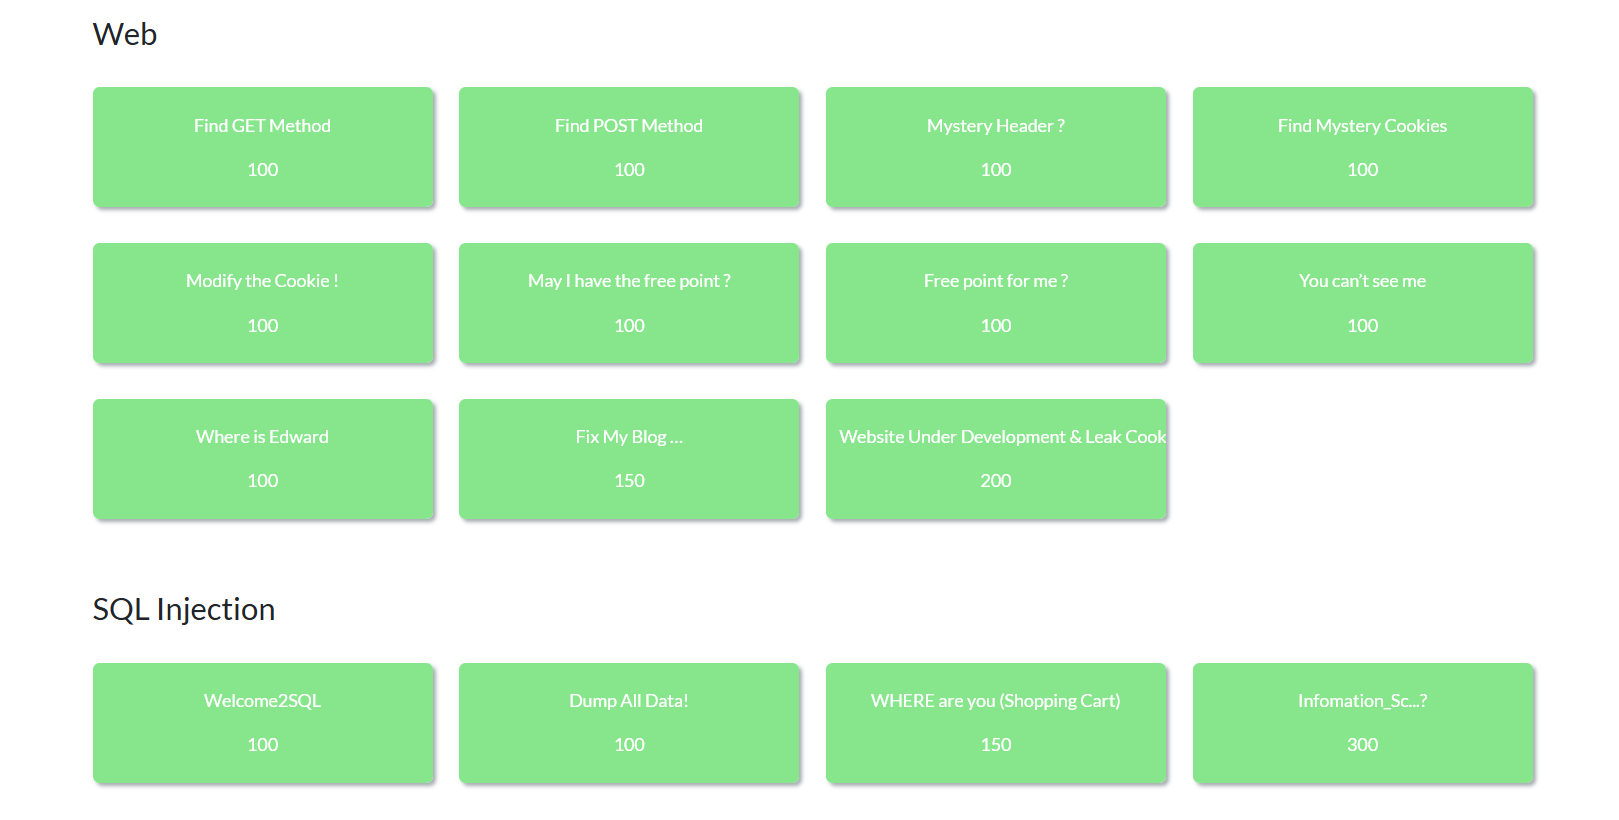 Web
Find GET Method
100
Find POST Method
100
Mystery Header ?
100
Find Mystery Cookies
100
Modify the Cookie !
100
May I have the free point ?
100
Free point for me ?
100
You can’t see me
100
Where is Edward
100
Fix My Blog ...
150
Website Under Development & Leak Cook
200
SQL Injection
Welcome2SQL
100
Dump All Data!
100
WHERE are you (Shopping Cart)
150
Infomation_Sc...?
300